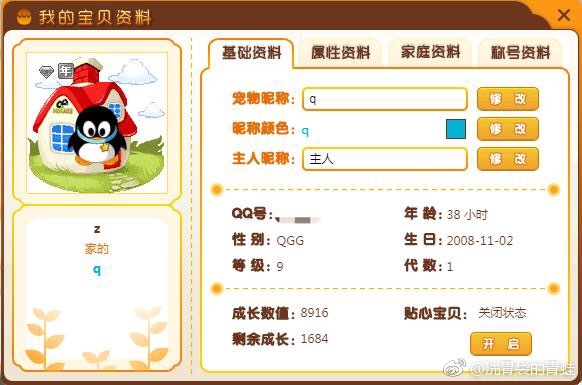 我的宝贝资料
年
z
家的
q
基础资料 属性资料 家庭资料 称号资料
宠物昵称: q 修 改
昵称颜色: q 修 改
主人昵称: 主人 修 改
QQ号: 年 龄: 38 小时
性 别: QGG 生 日: 2008-11-02
等 级: 9 代 数: 1
成长数值: 8916 贴心宝贝: 关闭状态
剩余成长: 1684 开 启
@洗胃袋的青蛙